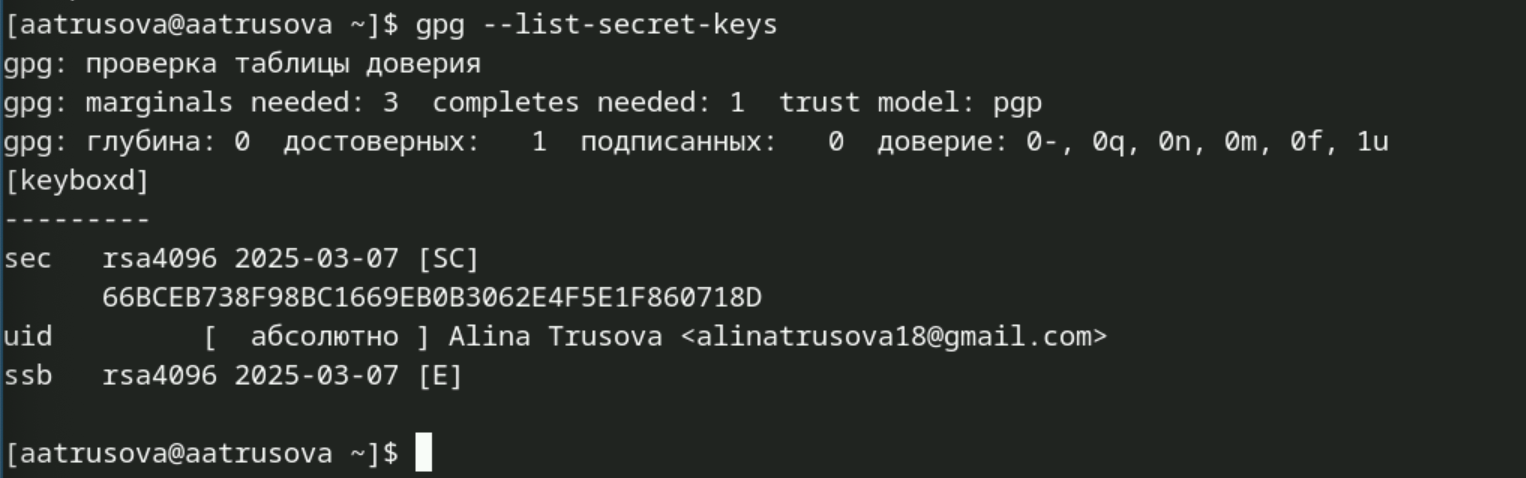 [aatrusova@aatrusova ~]$ gpg --list-secret-keys
gpg: проверка таблицы доверия
gpg: marginals needed: 3  completes needed: 1  trust model: pgp
gpg: глубина: 0  достоверных:   1  подписанных:   0  доверие: 0-, 0q, 0n, 0m, 0f, 1u
[keyboxd]
---------
sec   rsa4096 2025-03-07 [SC]
      66BCEB738F98BC1669EB0B3062E4F5E1F860718D
uid         [  абсолютно ] Alina Trusova <alinatrusova18@gmail.com>
ssb   rsa4096 2025-03-07 [E]
[aatrusova@aatrusova ~]$